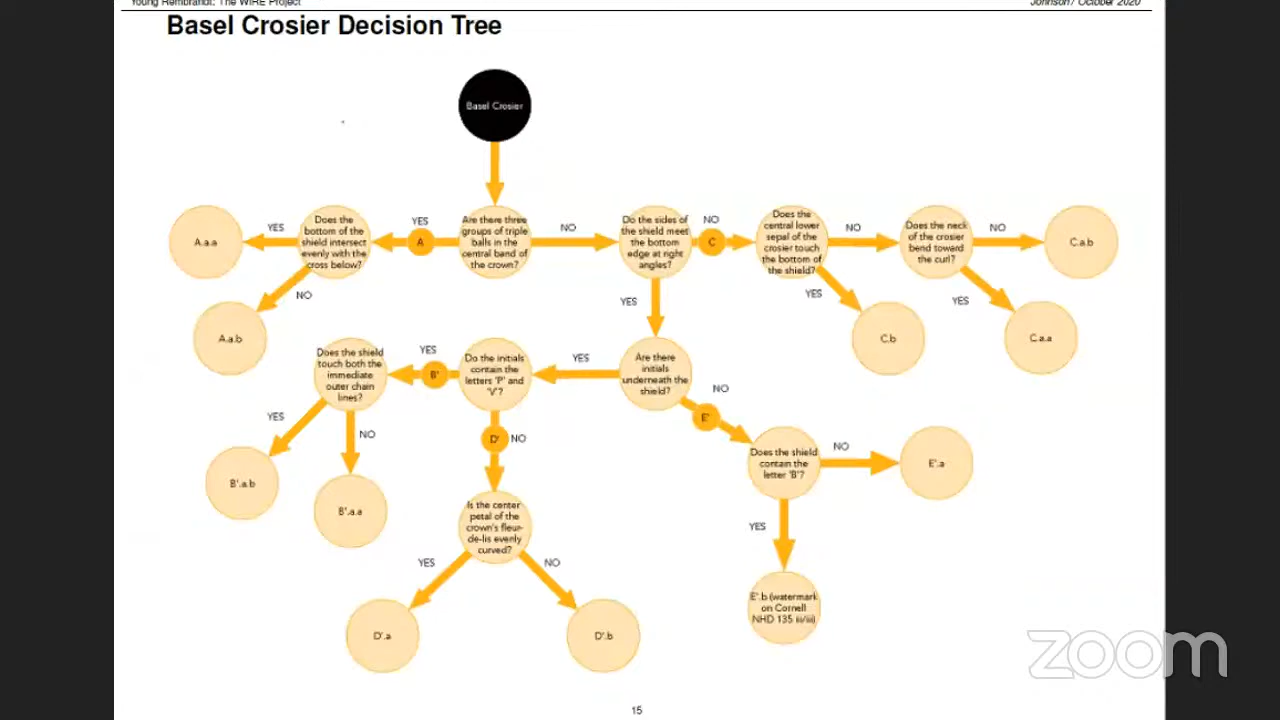 Young Rembrandt: The WIRE Project
Johnson / October 2020
Basel Crosier Decision Tree
Basel Crosier
A.a.a
YES
Does the
bottom of the
shield intersect
evenly with the
cross below?
YES
A
Are there three
groups of triple
balls in the
central band of
the crown?
NO
Do the sides of
the shield meet
the bottom
edge at right
angles?
NO
C
Does the
central lower
sepal of the
crosier touch
the bottom of
the shield?
NO
Does the neck
of the crosier
bend toward
the curl?
NO
C.a.b
NO
A.a.b
YES
YES
C.b
YES
C.a.a
Does the shield
touch both the
immediate
outer chain
lines?
YES
B'
Do the initials
contain the
letters 'P' and
'V'?
YES
Are there
initials
underneath the
shield?
NO
E'
YES
B'.a.b
NO
B'.a.a
D'
NO
Does the shield
contain the
letter 'B'?
NO
E'.a
Is the center
petal of the
crown's fleur-
de-lis evenly
curved?
YES
YES
D'.a
NO
D'.b
E'.b (watermark
on Cornell
NHD 135 iii/iii)
zoom
15